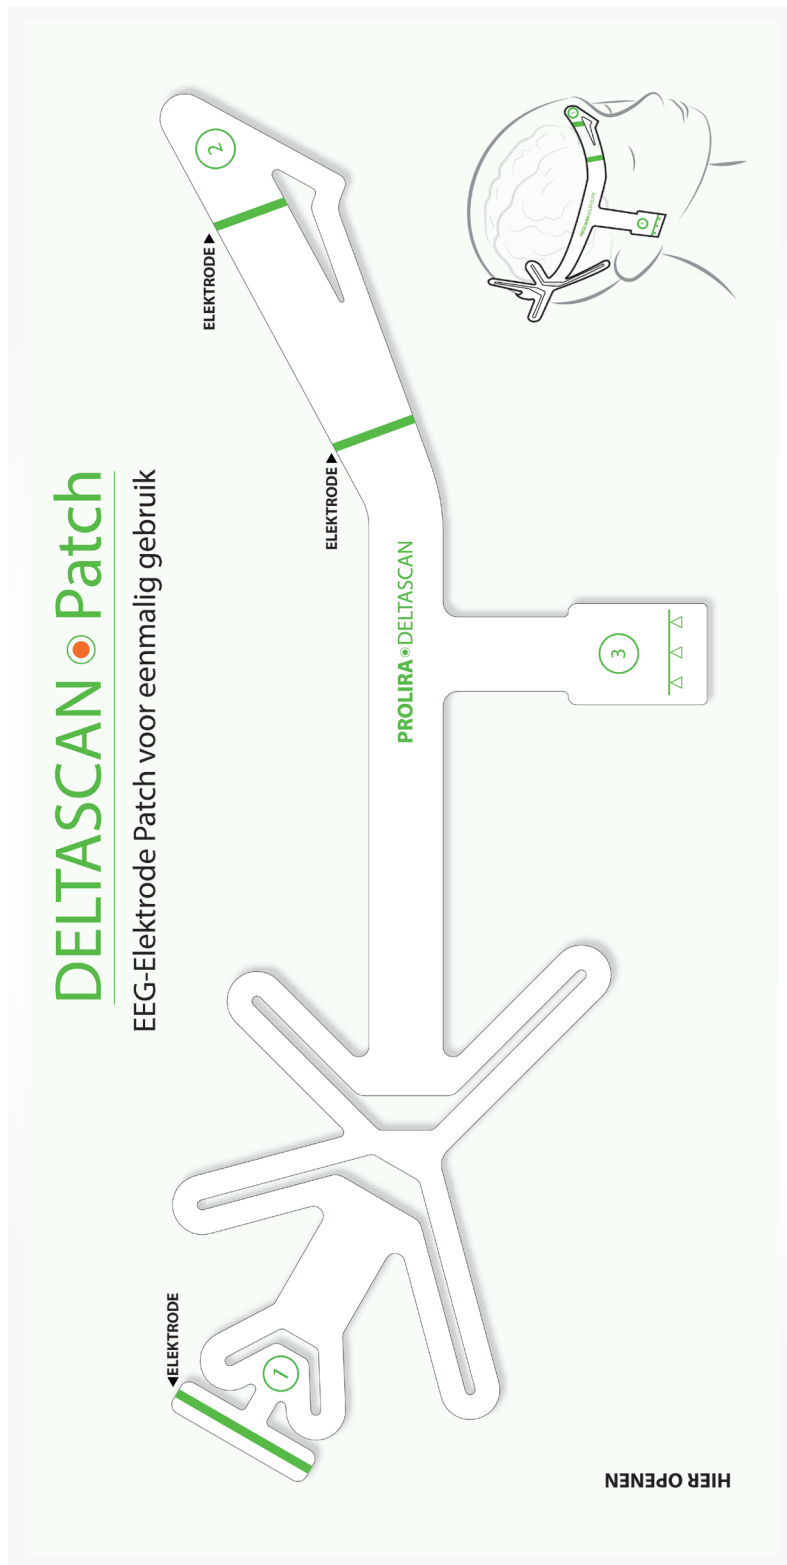 DELTASCAN Patch
EEG-Elektrode Patch voor eenmalig gebruik
2
ELEKTRODE
ELEKTRODE
PROLIRA DELTASCAN
3
ELEKTRODE
1
HIER OPENEN